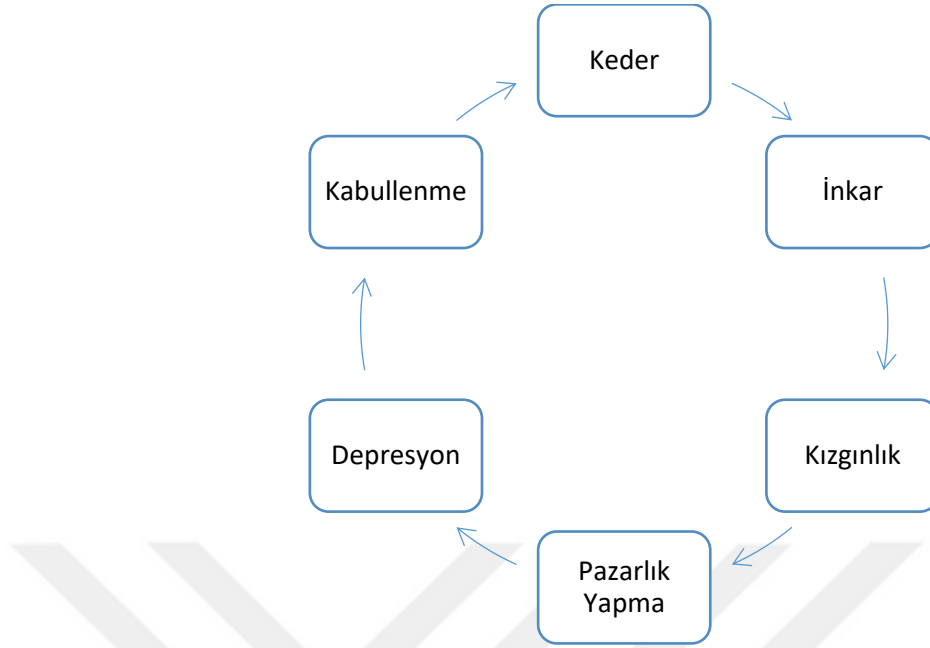 Keder
İnkar
Kızgınlık
Pazarlık
Yapma
Depresyon
Kabullenme